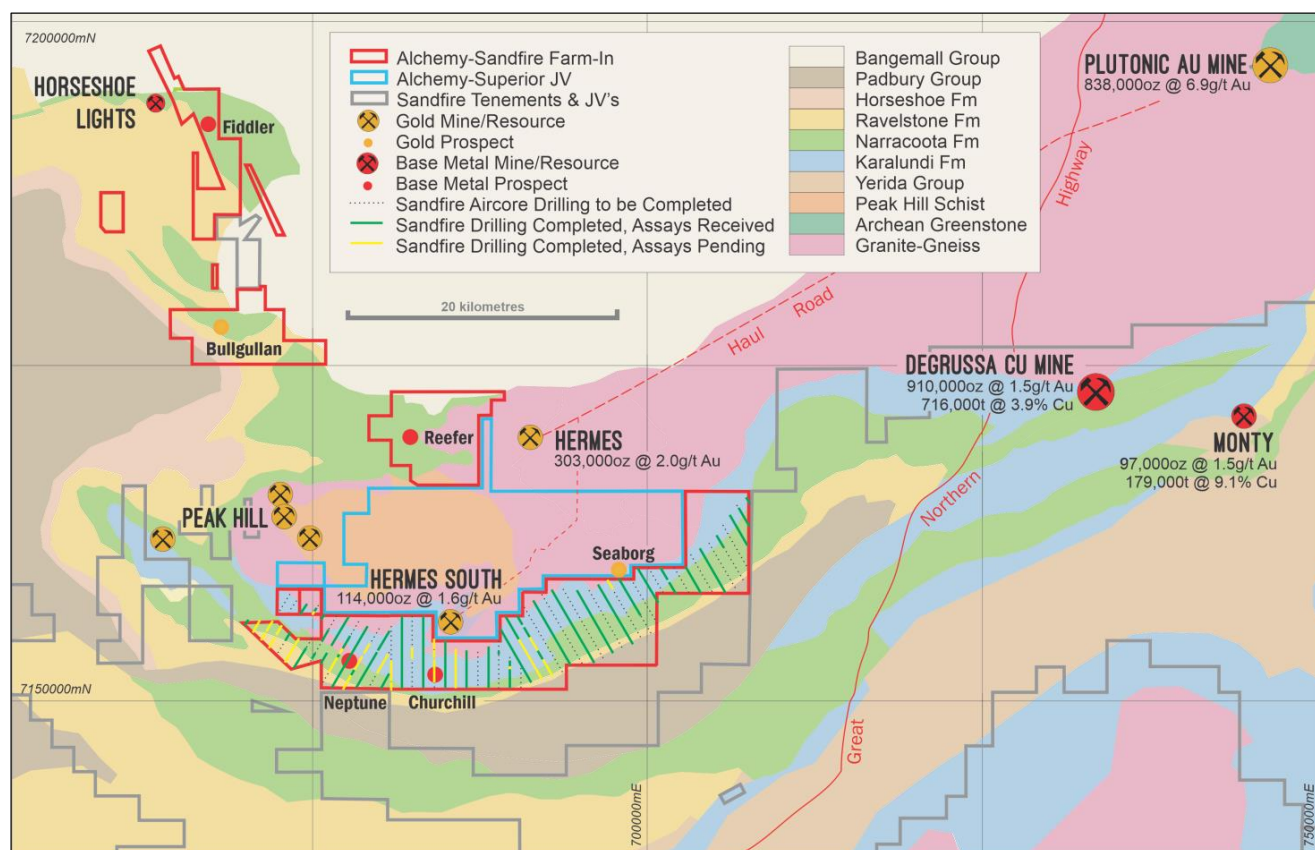 7200000mN
HORSESHOE
LIGHTS
Fiddler
Alchemy-Sandfire Farm-In
Alchemy-Superior JV
Sandfire Tenements & JV's
Gold Mine/Resource
Gold Prospect
Base Metal Mine/Resource
Base Metal Prospect
Sandfire Aircore Drilling to be Completed
Sandfire Drilling Completed, Assays Received
Sandfire Drilling Completed, Assays Pending
Bangemall Group
Padbury Group
Horseshoe Fm
Ravelstone Fm
Narracoota Fm
Karalundi Fm
Yerida Group
Peak Hill Schist
Archean Greenstone
Granite-Gneiss
20 kilometres
PLUTONIC AU MINE
838,000oz @ 6.9g/t Au
Highway
Haul Road
Bullgullan
DEGRUSSA CU MINE
910,000oz @ 1.5g/t Au
716,000t @ 3.9% Cu
Reefer
HERMES
303,000oz @ 2.0g/t Au
MONTY
97,000oz @ 1.5g/t Au
179,000t @ 9.1% Cu
Northern
PEAK HILL
Seaborg
HERMES SOUTH
114,000oz @ 1.6g/t Au
7150000mN
Neptune
Churchill
Great
700000mE
750000mE